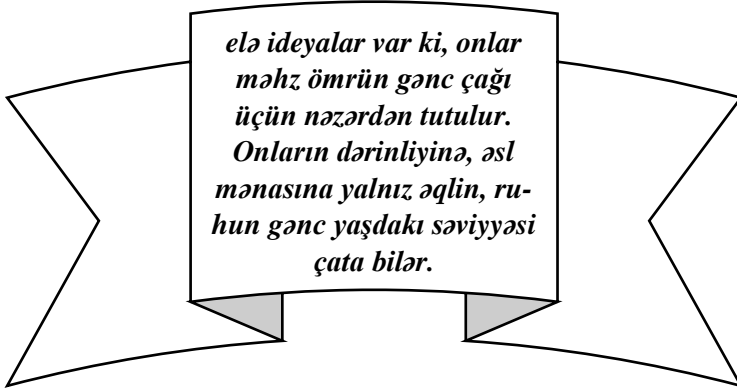 elə ideyalar var ki, onlar
məhz ömrün gənc çağı
üçün nəzərdən tutulur.
Onların dərinliyinə, əsl
mənasına yalnız əqlin, ru-
hun gənc yaşdakı səviyyəsi
çata bilər.